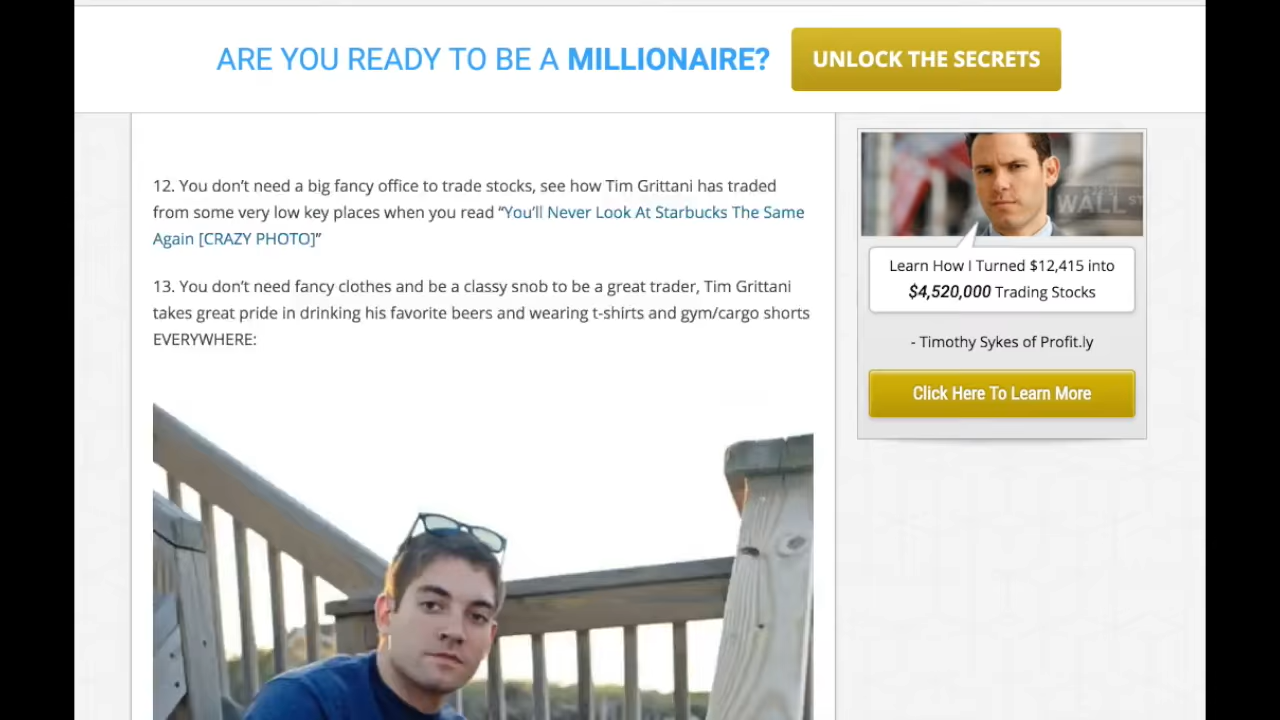 ARE YOU READY TO BE A MILLIONAIRE?
UNLOCK THE SECRETS
12. You don’t need a big fancy office to trade stocks, see how Tim Grittani has traded
from some very low key places when you read “You’ll Never Look At Starbucks The Same
Again [CRAZY PHOTO]”
13. You don’t need fancy clothes and be a classy snob to be a great trader, Tim Grittani
takes great pride in drinking his favorite beers and wearing t-shirts and gym/cargo shorts
EVERYWHERE:
WALL ST
Learn How I Turned $12,415 into
$4,520,000 Trading Stocks
- Timothy Sykes of Profit.ly
Click Here To Learn More